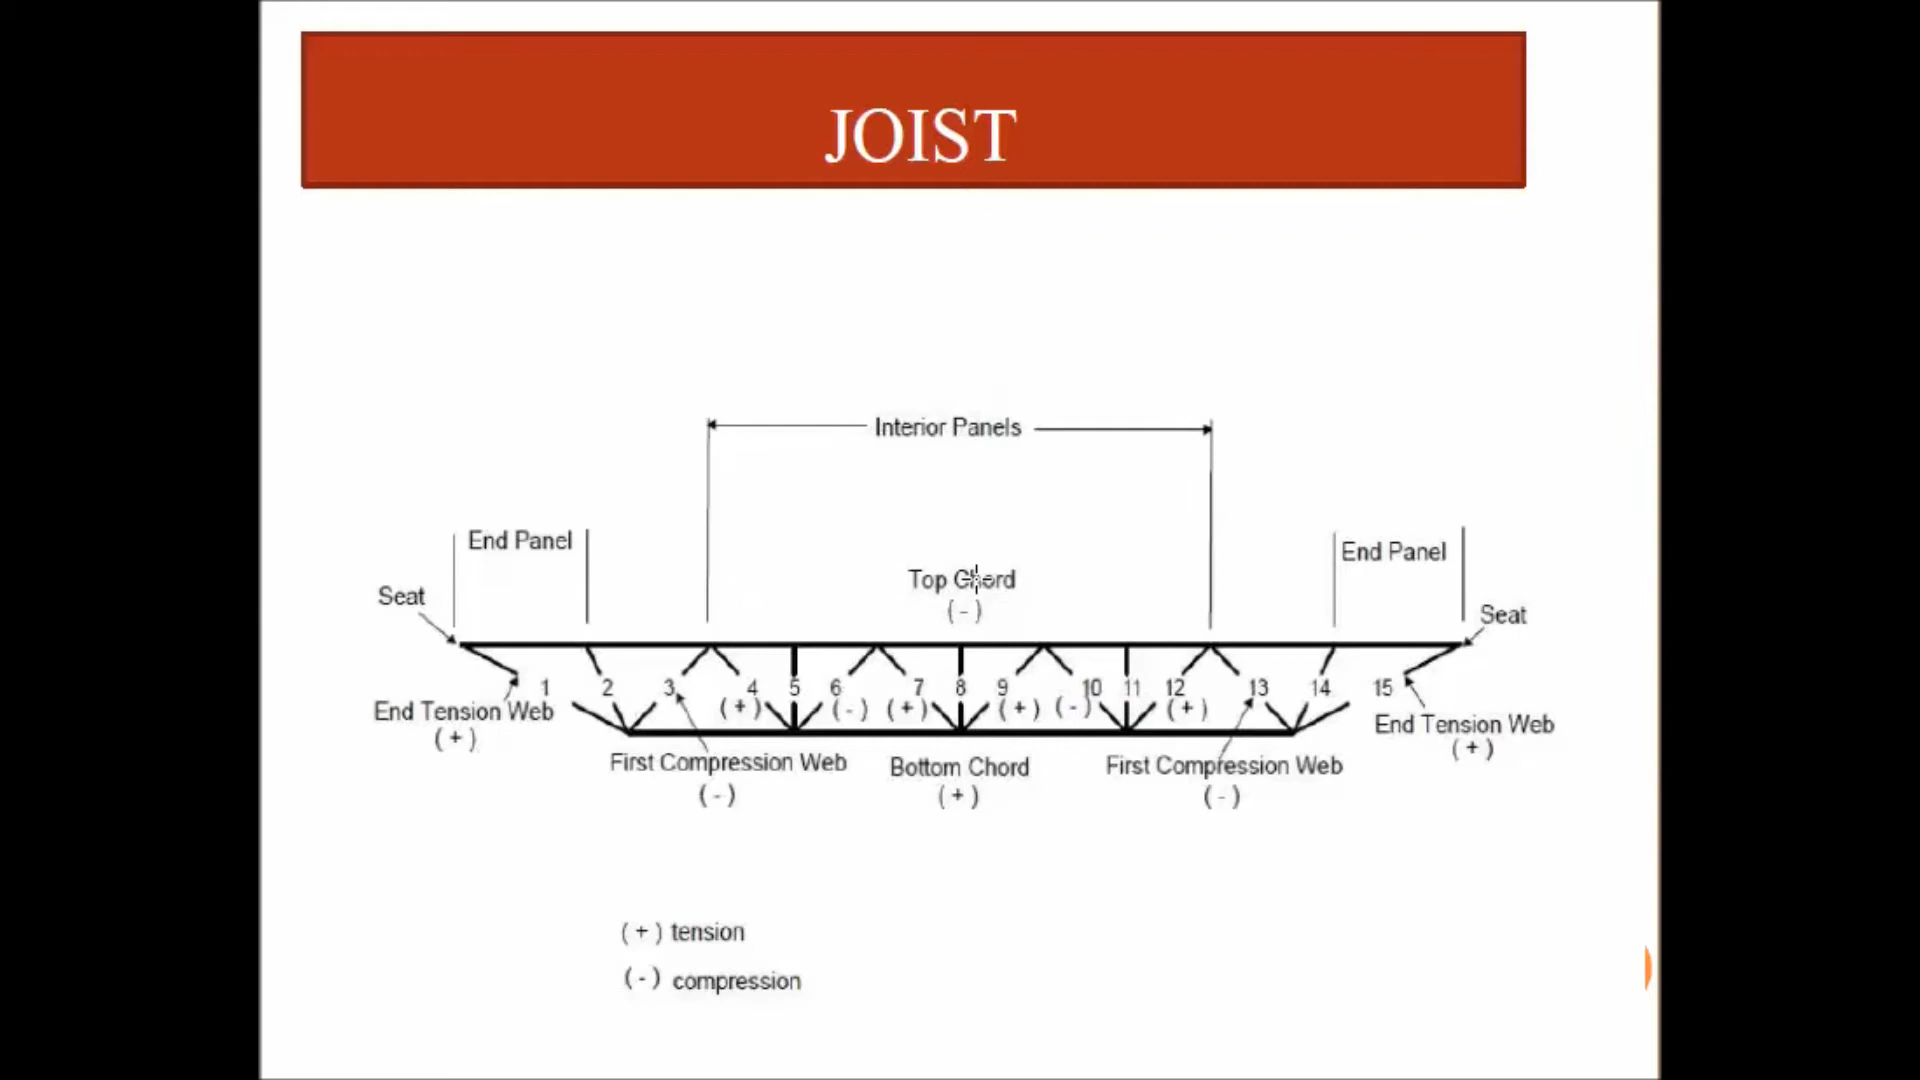 JOIST
Interior Panels
End Panel
End Panel
Top Chord
( - )
Seat
Seat
1 2 3 4 5 6 7 8 9 10 11 12 13 14 15
( + ) ( - ) ( + ) ( + ) ( - ) ( + )
End Tension Web
( + )
End Tension Web
( + )
First Compression Web
( - )
Bottom Chord
( + )
First Compression Web
( - )
( + ) tension
( - ) compression